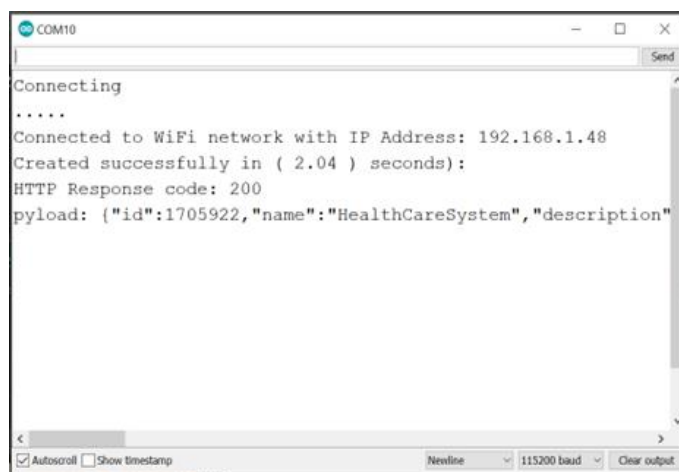 COM10
Send
Connecting
.....
Connected to WiFi network with IP Address: 192.168.1.48
Created successfully in ( 2.04 ) seconds):
HTTP Response code: 200
pyload: {"id":1705922,"name":"HealthCareSystem","description"
Autoscroll Show timestamp Newline 115200 baud Clear output